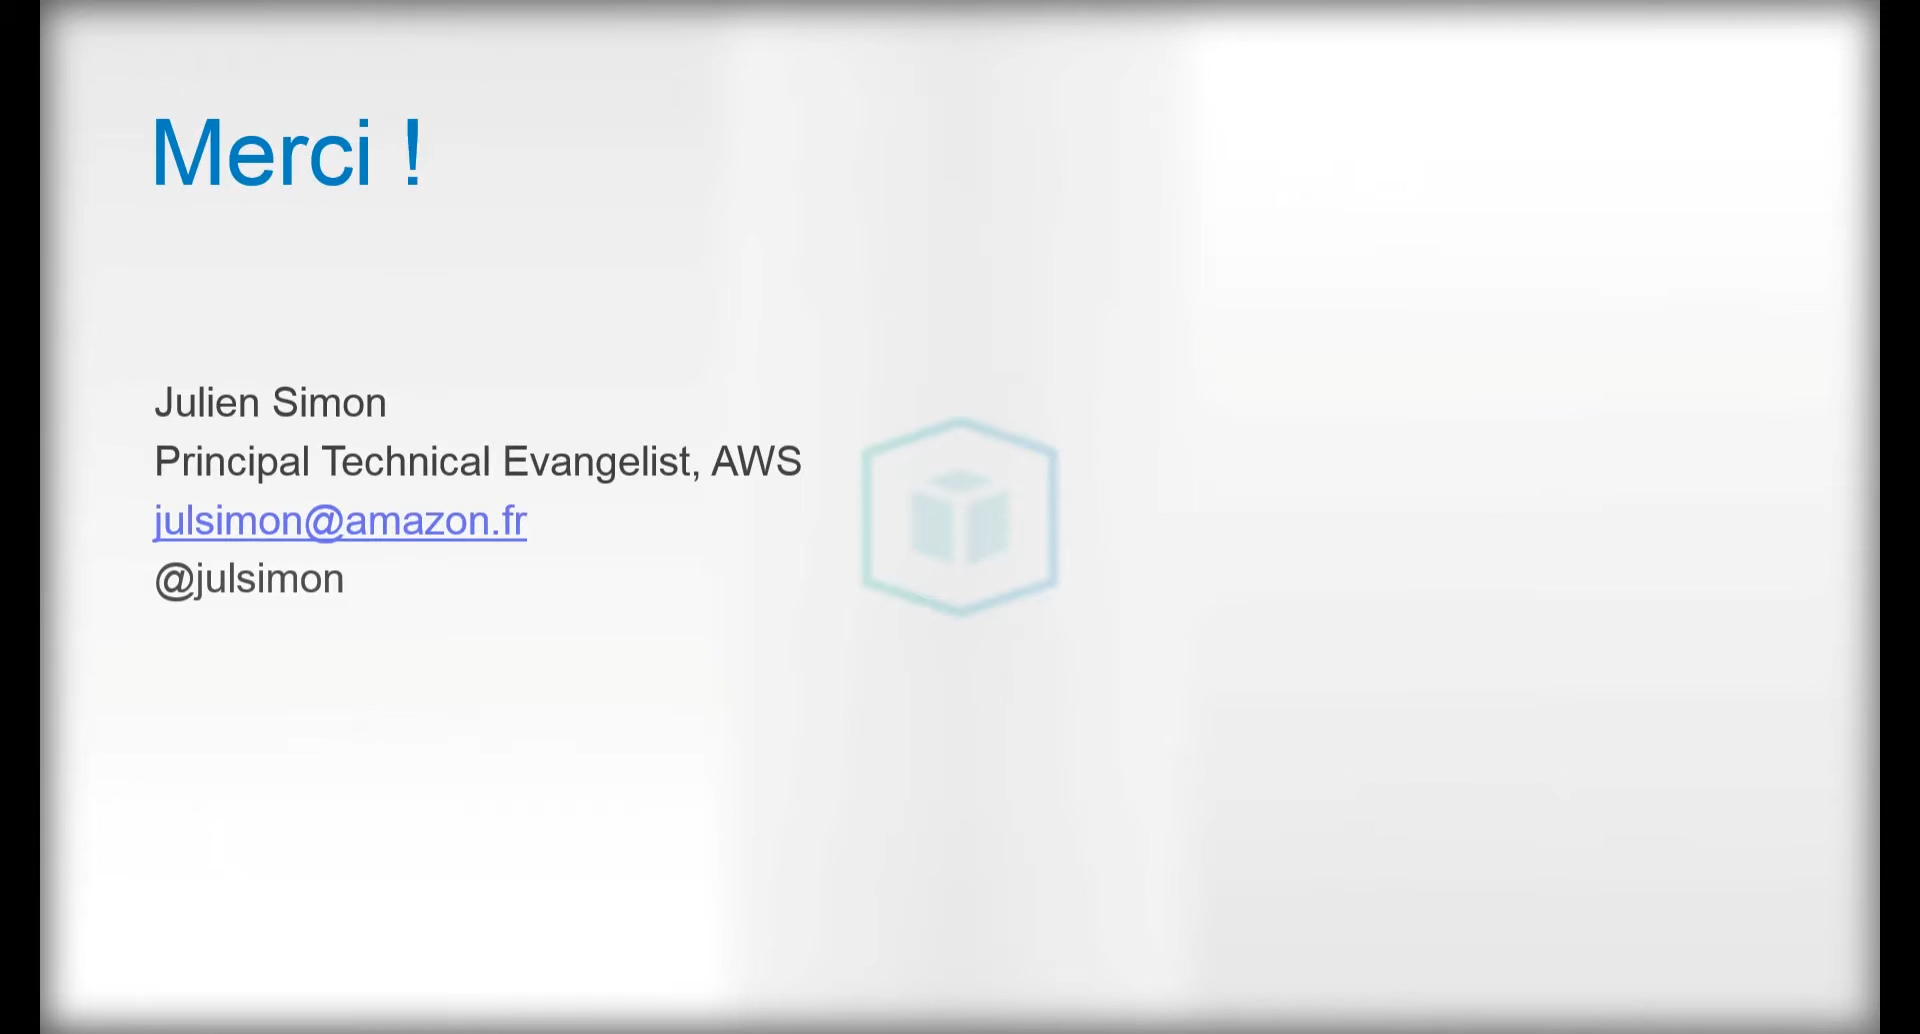 Merci !
Julien Simon
Principal Technical Evangelist, AWS
julsimon@amazon.fr
@julsimon